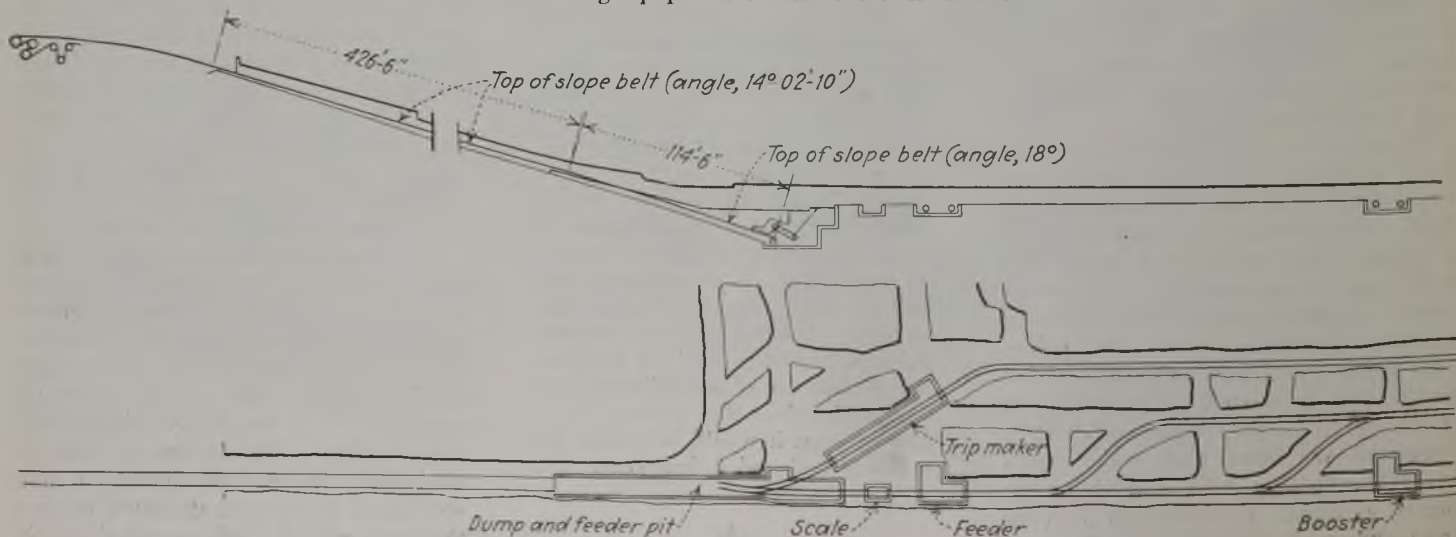 426'-6"
Top of slope belt (angle, 14° 02'-10")
114'-6"
Top of slope belt (angle, 18°)
Trip maker
Dump and feeder pit
Scale
Feeder
Booster